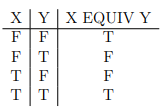 X Y X EQUIV Y
F F T
F T F
T F F
T T T